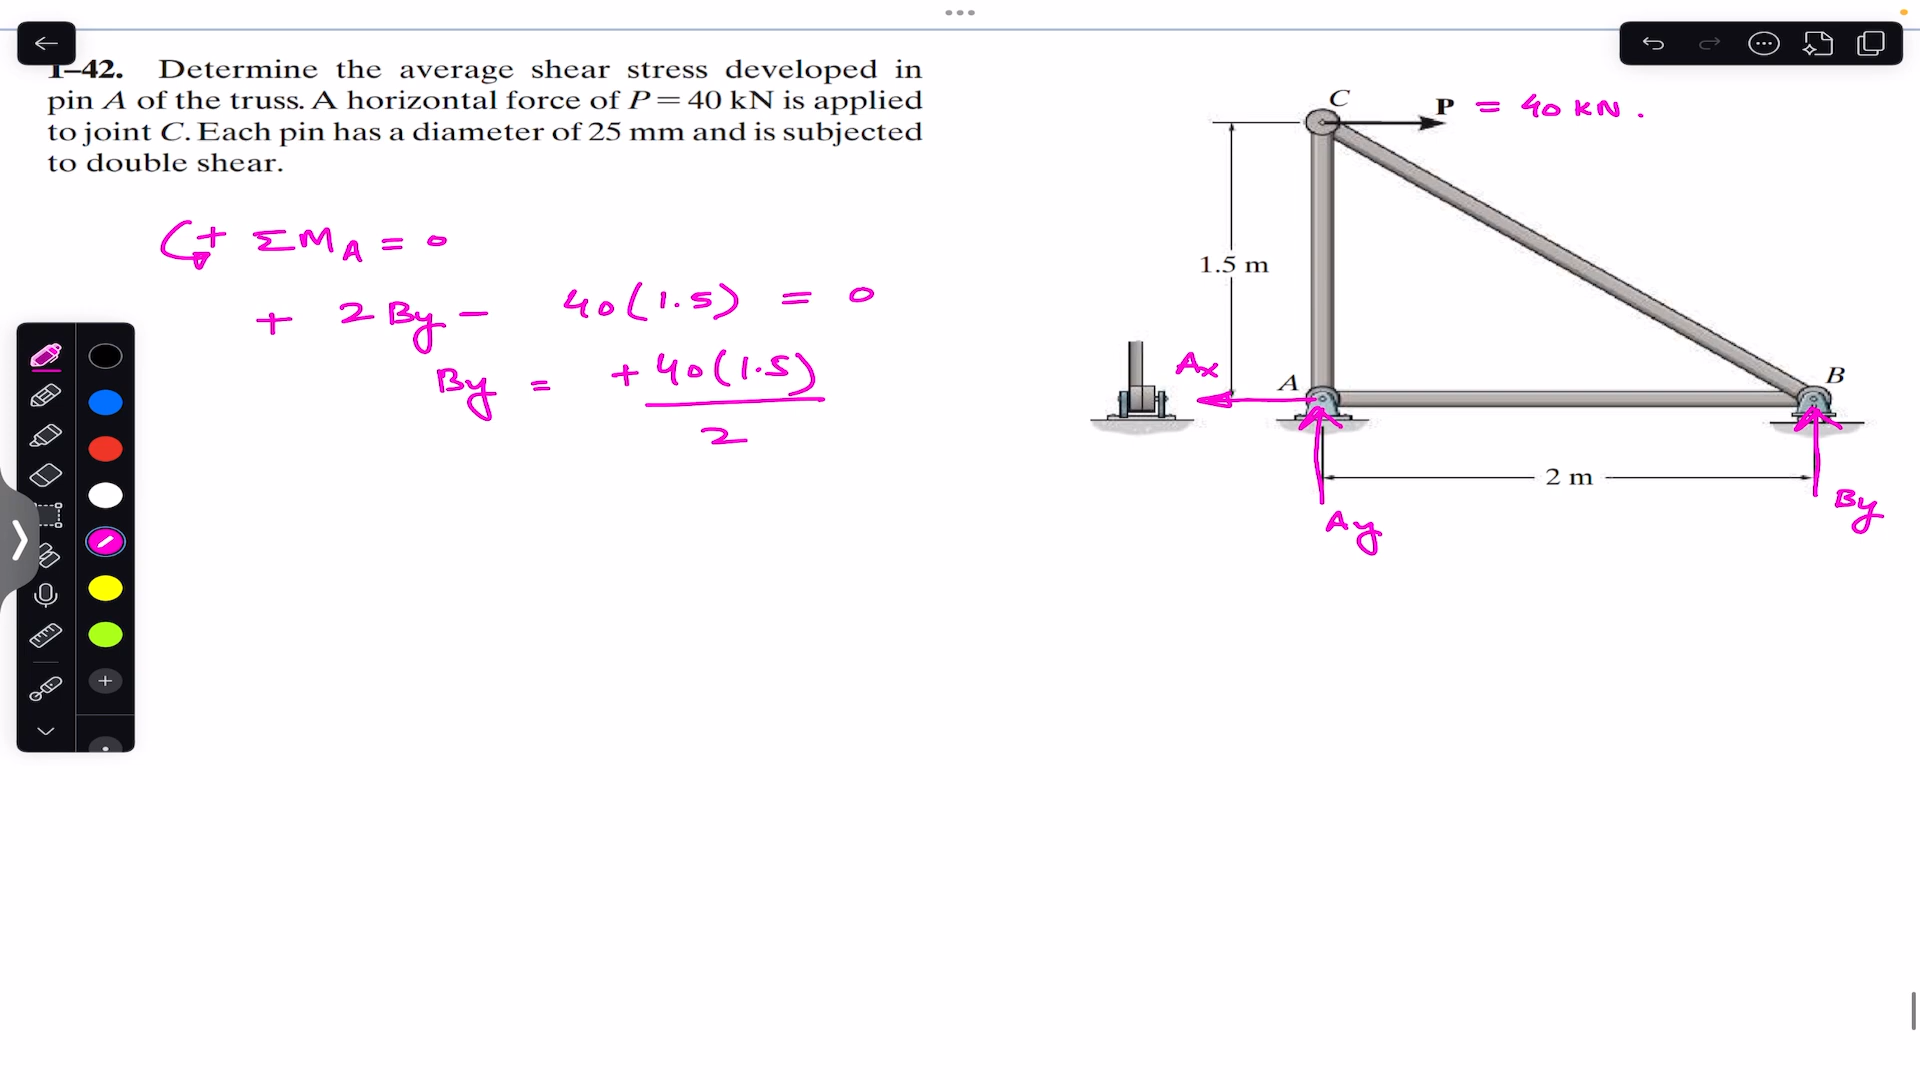 1–42. Determine the average shear stress developed in
pin A of the truss. A horizontal force of P = 40 kN is applied
to joint C. Each pin has a diameter of 25 mm and is subjected
to double shear.
+ ΣM_A = 0
+ 2By - 40(1.5) = 0
By = +40(1.5)
2
C
P = 40 kN.
1.5 m
Ax
A
B
2 m
Ay
By